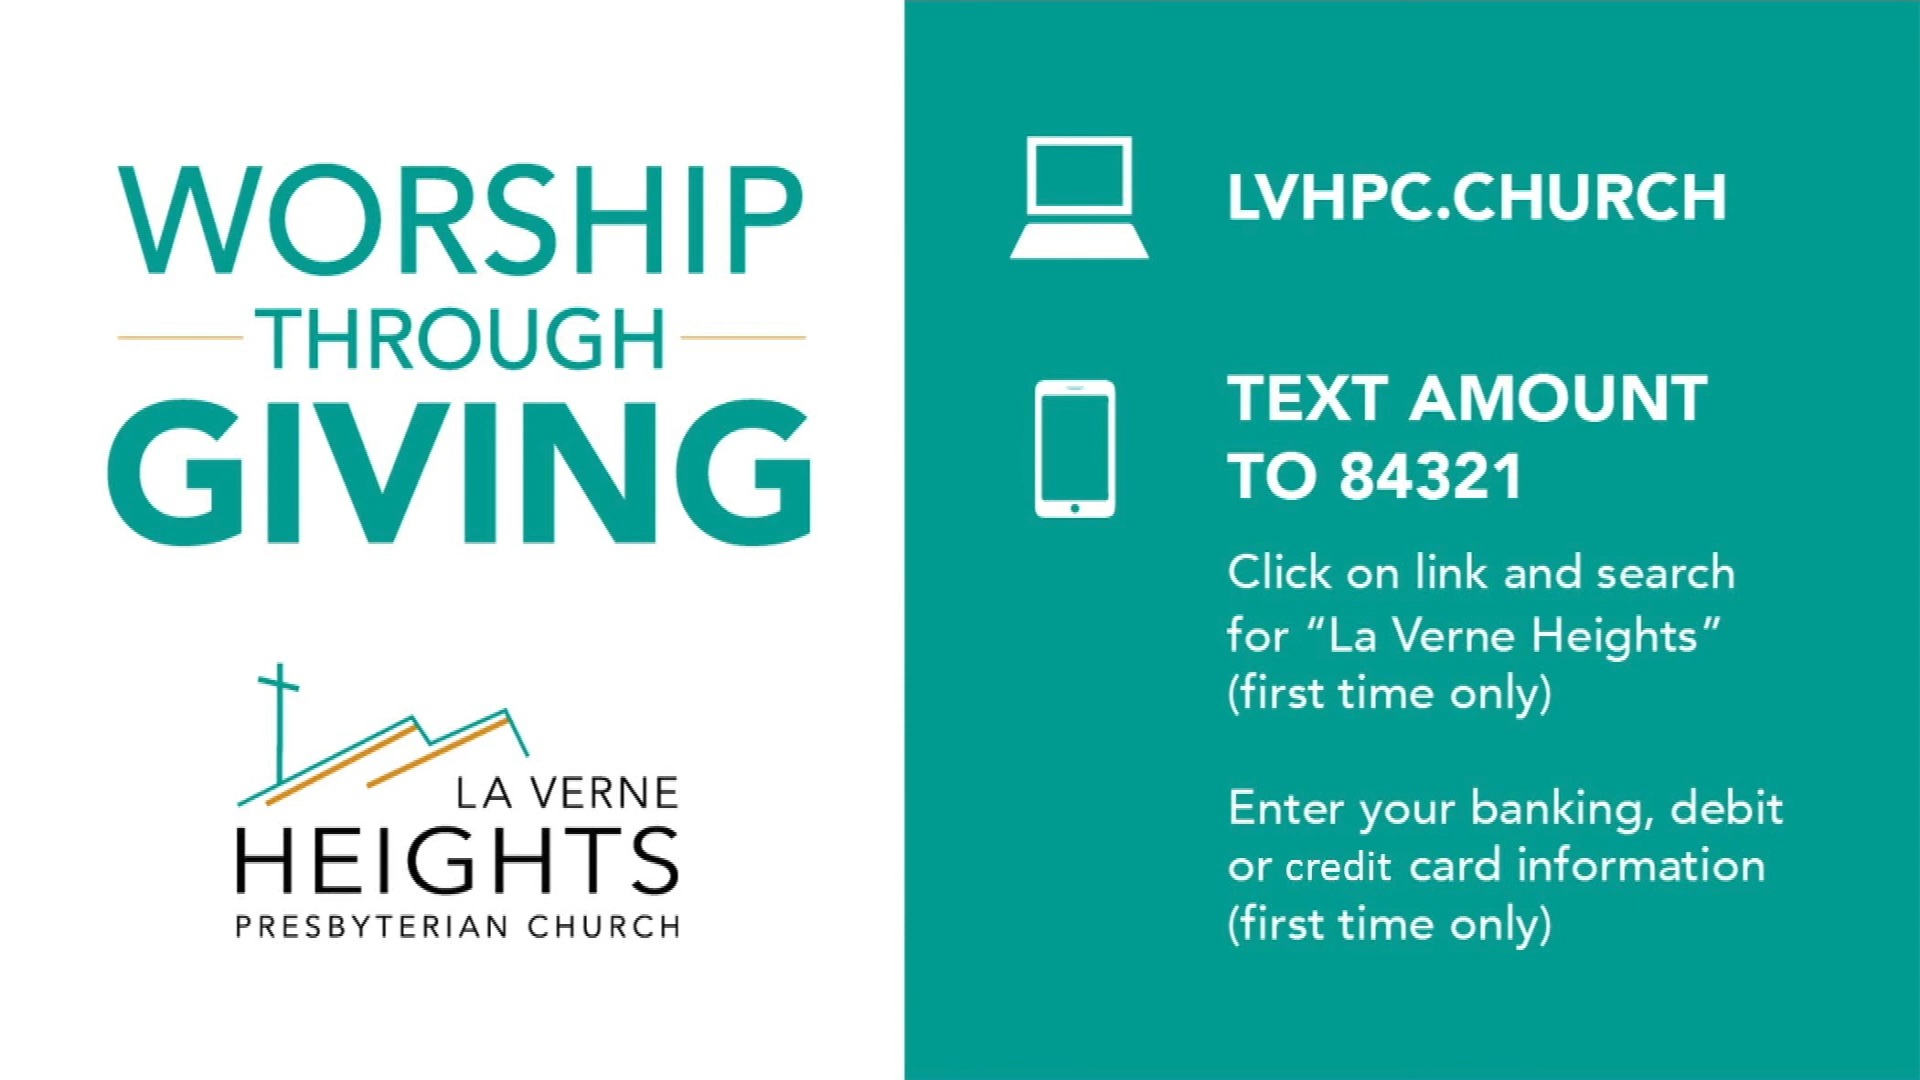 WORSHIP
THROUGH
GIVING
LA VERNE
HEIGHTS
PRESBYTERIAN CHURCH
LVHPC.CHURCH
TEXT AMOUNT
TO 84321
Click on link and search
for “La Verne Heights”
(first time only)
Enter your banking, debit
or credit card information
(first time only)